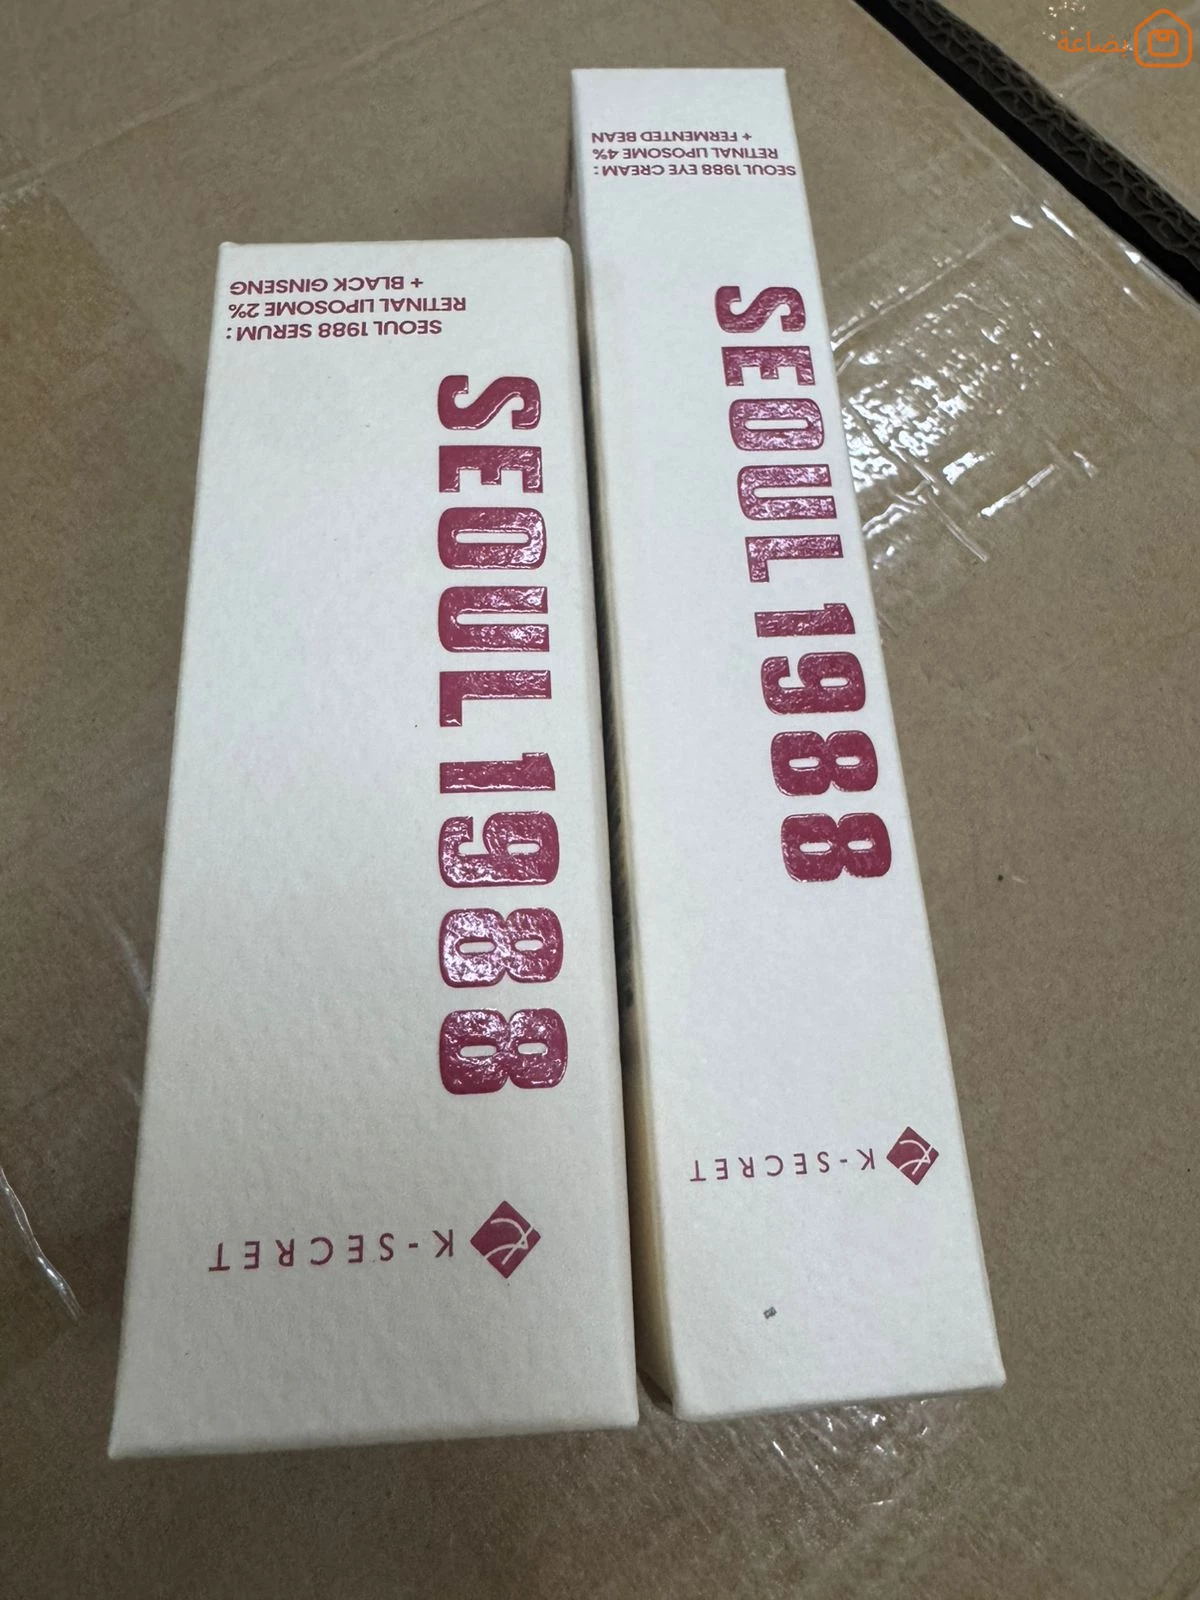 بضاعة
SEOUL 1988 SERUM :
RETINAL LIPOSOME 2%
+ BLACK GINSENG
SEOUL 1988
K-SECRET
SEOUL 1988 EYE CREAM :
RETINAL LIPOSOME 4%
+ FERMENTED BEAN
SEOUL 1988
K-SECRET